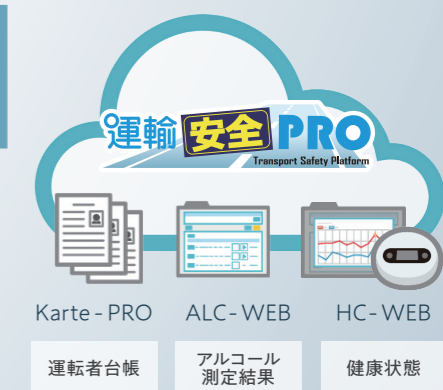 運輸安全PRO
Transport Safety Platform
Karte-PRO ALC-WEB HC-WEB
運転者台帳 アルコール測定結果 健康状態